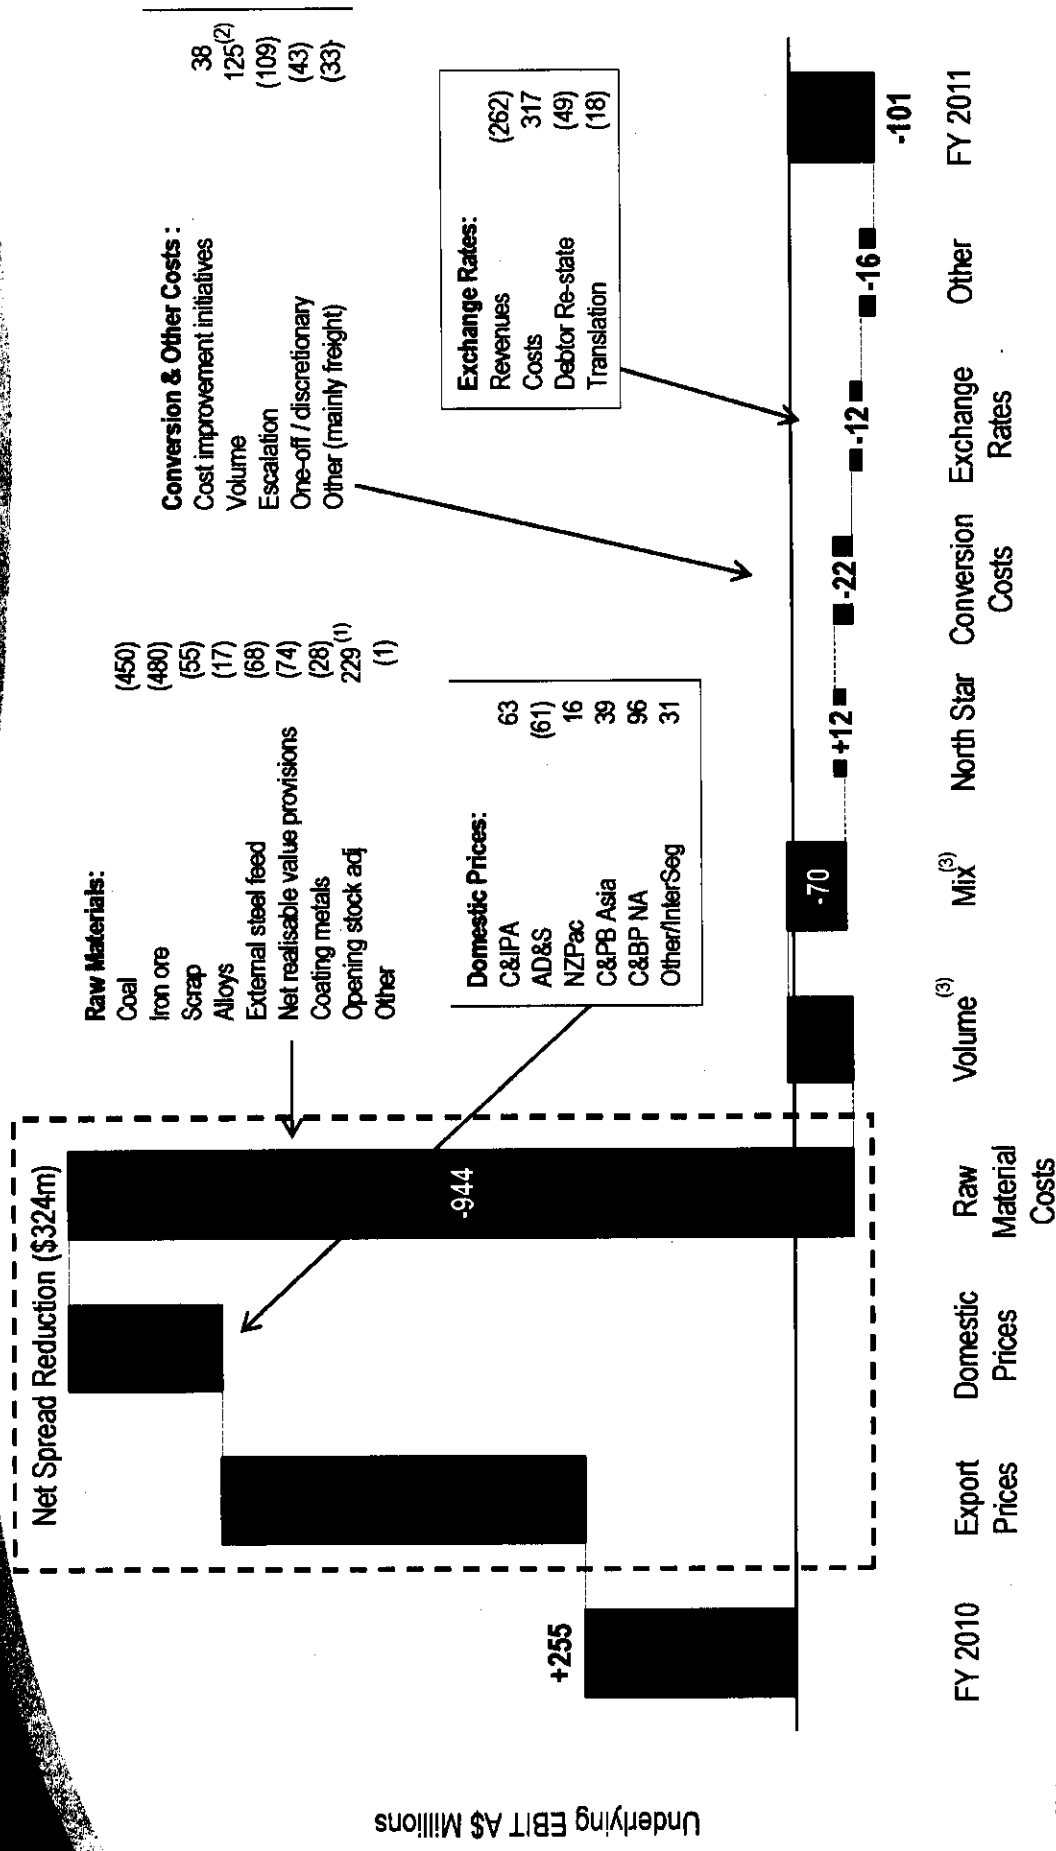 Underlying EBIT A$ Millions
Net Spread Reduction ($324m)
+255
-944
-70
+12
-22
-12
-16
-101
Raw Materials:
Coal (450)
Iron ore (480)
Scrap (55)
Alloys (17)
External steel feed (68)
Net realisable value provisions (74)
Coating metals (28)
Opening stock adj 229(1)
Other (1)
Domestic Prices:
C&IPA 63
AD&S (61)
NZPac 16
C&PB Asia 39
C&BP NA 96
Other/InterSeg 31
Conversion & Other Costs :
Cost improvement initiatives 38
Volume 125(2)
Escalation (109)
One-off / discretionary (43)
Other (mainly freight) (33)
Exchange Rates:
Revenues (262)
Costs 317
Debtor Re-state (49)
Translation (18)
FY 2010
Export
Prices
Domestic
Prices
Raw
Material
Costs
Volume (3)
Mix(3)
North Star
Conversion
Costs
Exchange
Rates
Other
FY 2011